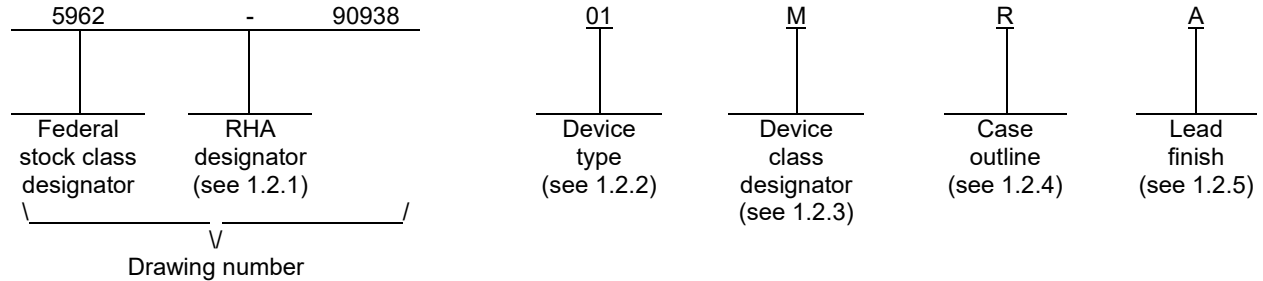 5962 - 90938 01 M R A
Federal stock class designator
RHA designator (see 1.2.1)
Device type (see 1.2.2)
Device class designator (see 1.2.3)
Case outline (see 1.2.4)
Lead finish (see 1.2.5)
\ /
\/
Drawing number